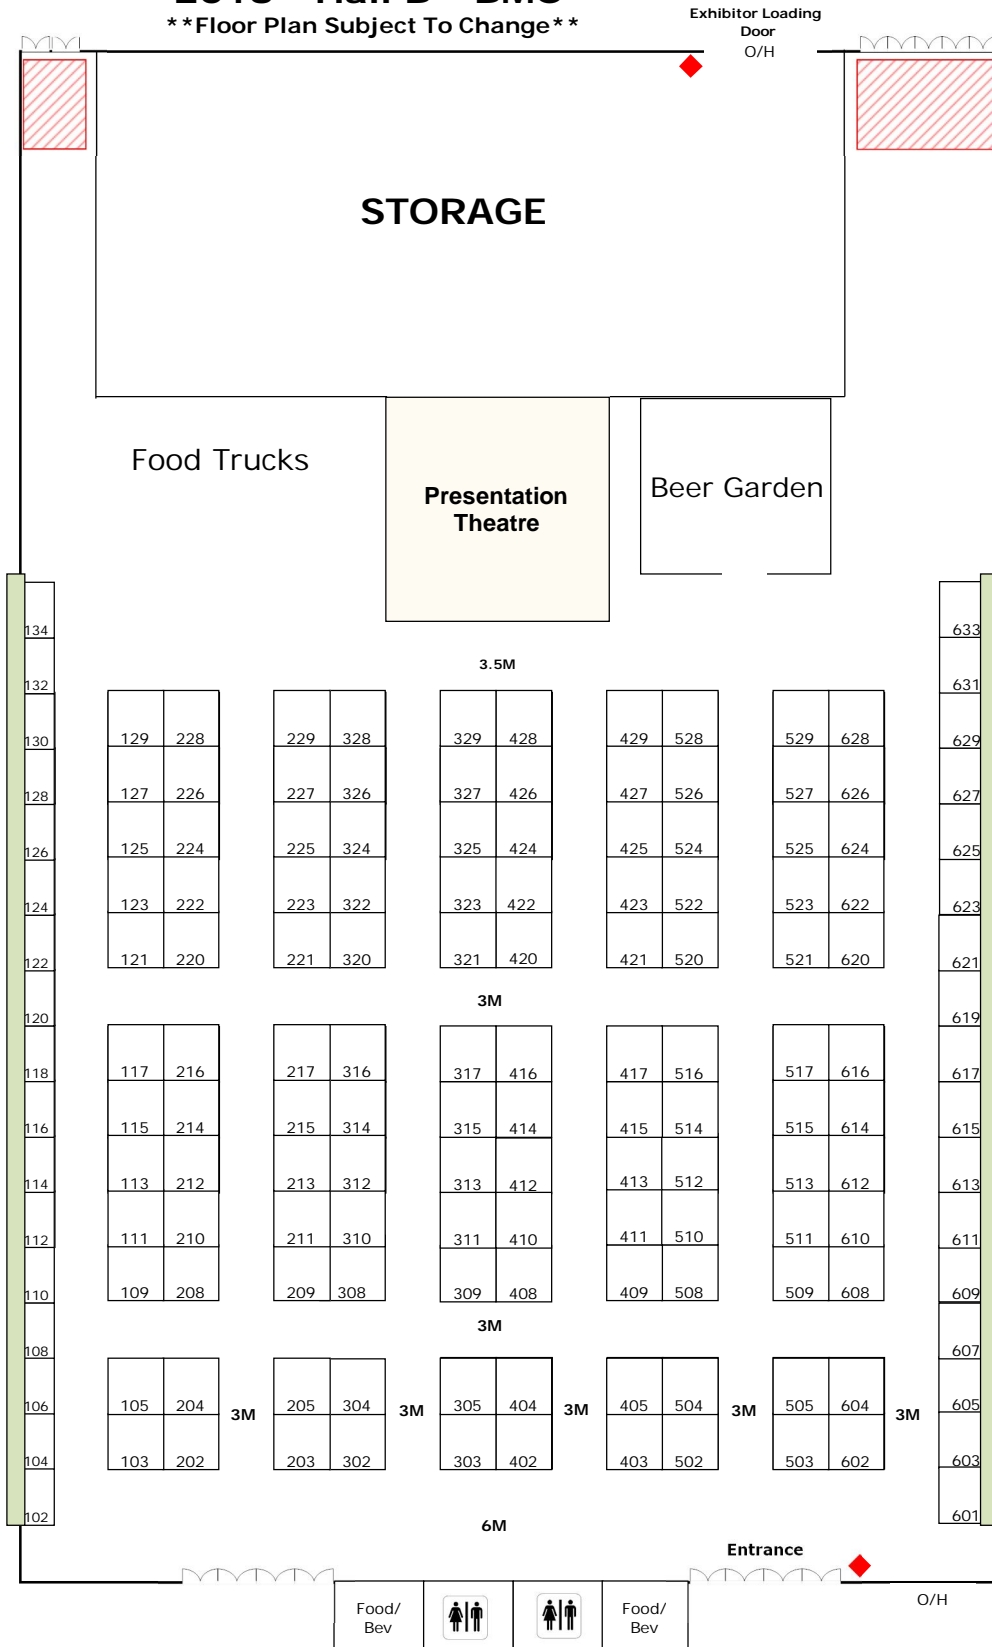 **Floor Plan Subject To Change**
Exhibitor Loading
Door
O/H
STORAGE
Food Trucks
Presentation
Theatre
Beer Garden
134 633
3.5M
132 631
130 129 228 229 328 329 428 429 528 529 628 629
128 127 226 227 326 327 426 427 526 527 626 627
126 125 224 225 324 325 424 425 524 525 624 625
124 123 222 223 322 323 422 423 522 523 622 623
122 121 220 221 320 321 420 421 520 521 620 621
3M
120 619
118 117 216 217 316 317 416 417 516 517 616 617
116 115 214 215 314 315 414 415 514 515 614 615
114 113 212 213 312 313 412 413 512 513 612 613
112 111 210 211 310 311 410 411 510 511 610 611
110 109 208 209 308 309 408 409 508 509 608 609
3M
108 607
106 105 204 3M 205 304 3M 305 404 3M 405 504 3M 505 604 3M 605
104 103 202 203 302 303 402 403 502 503 602 603
102 601
6M
Entrance
O/H
Food/
Bev
Food/
Bev